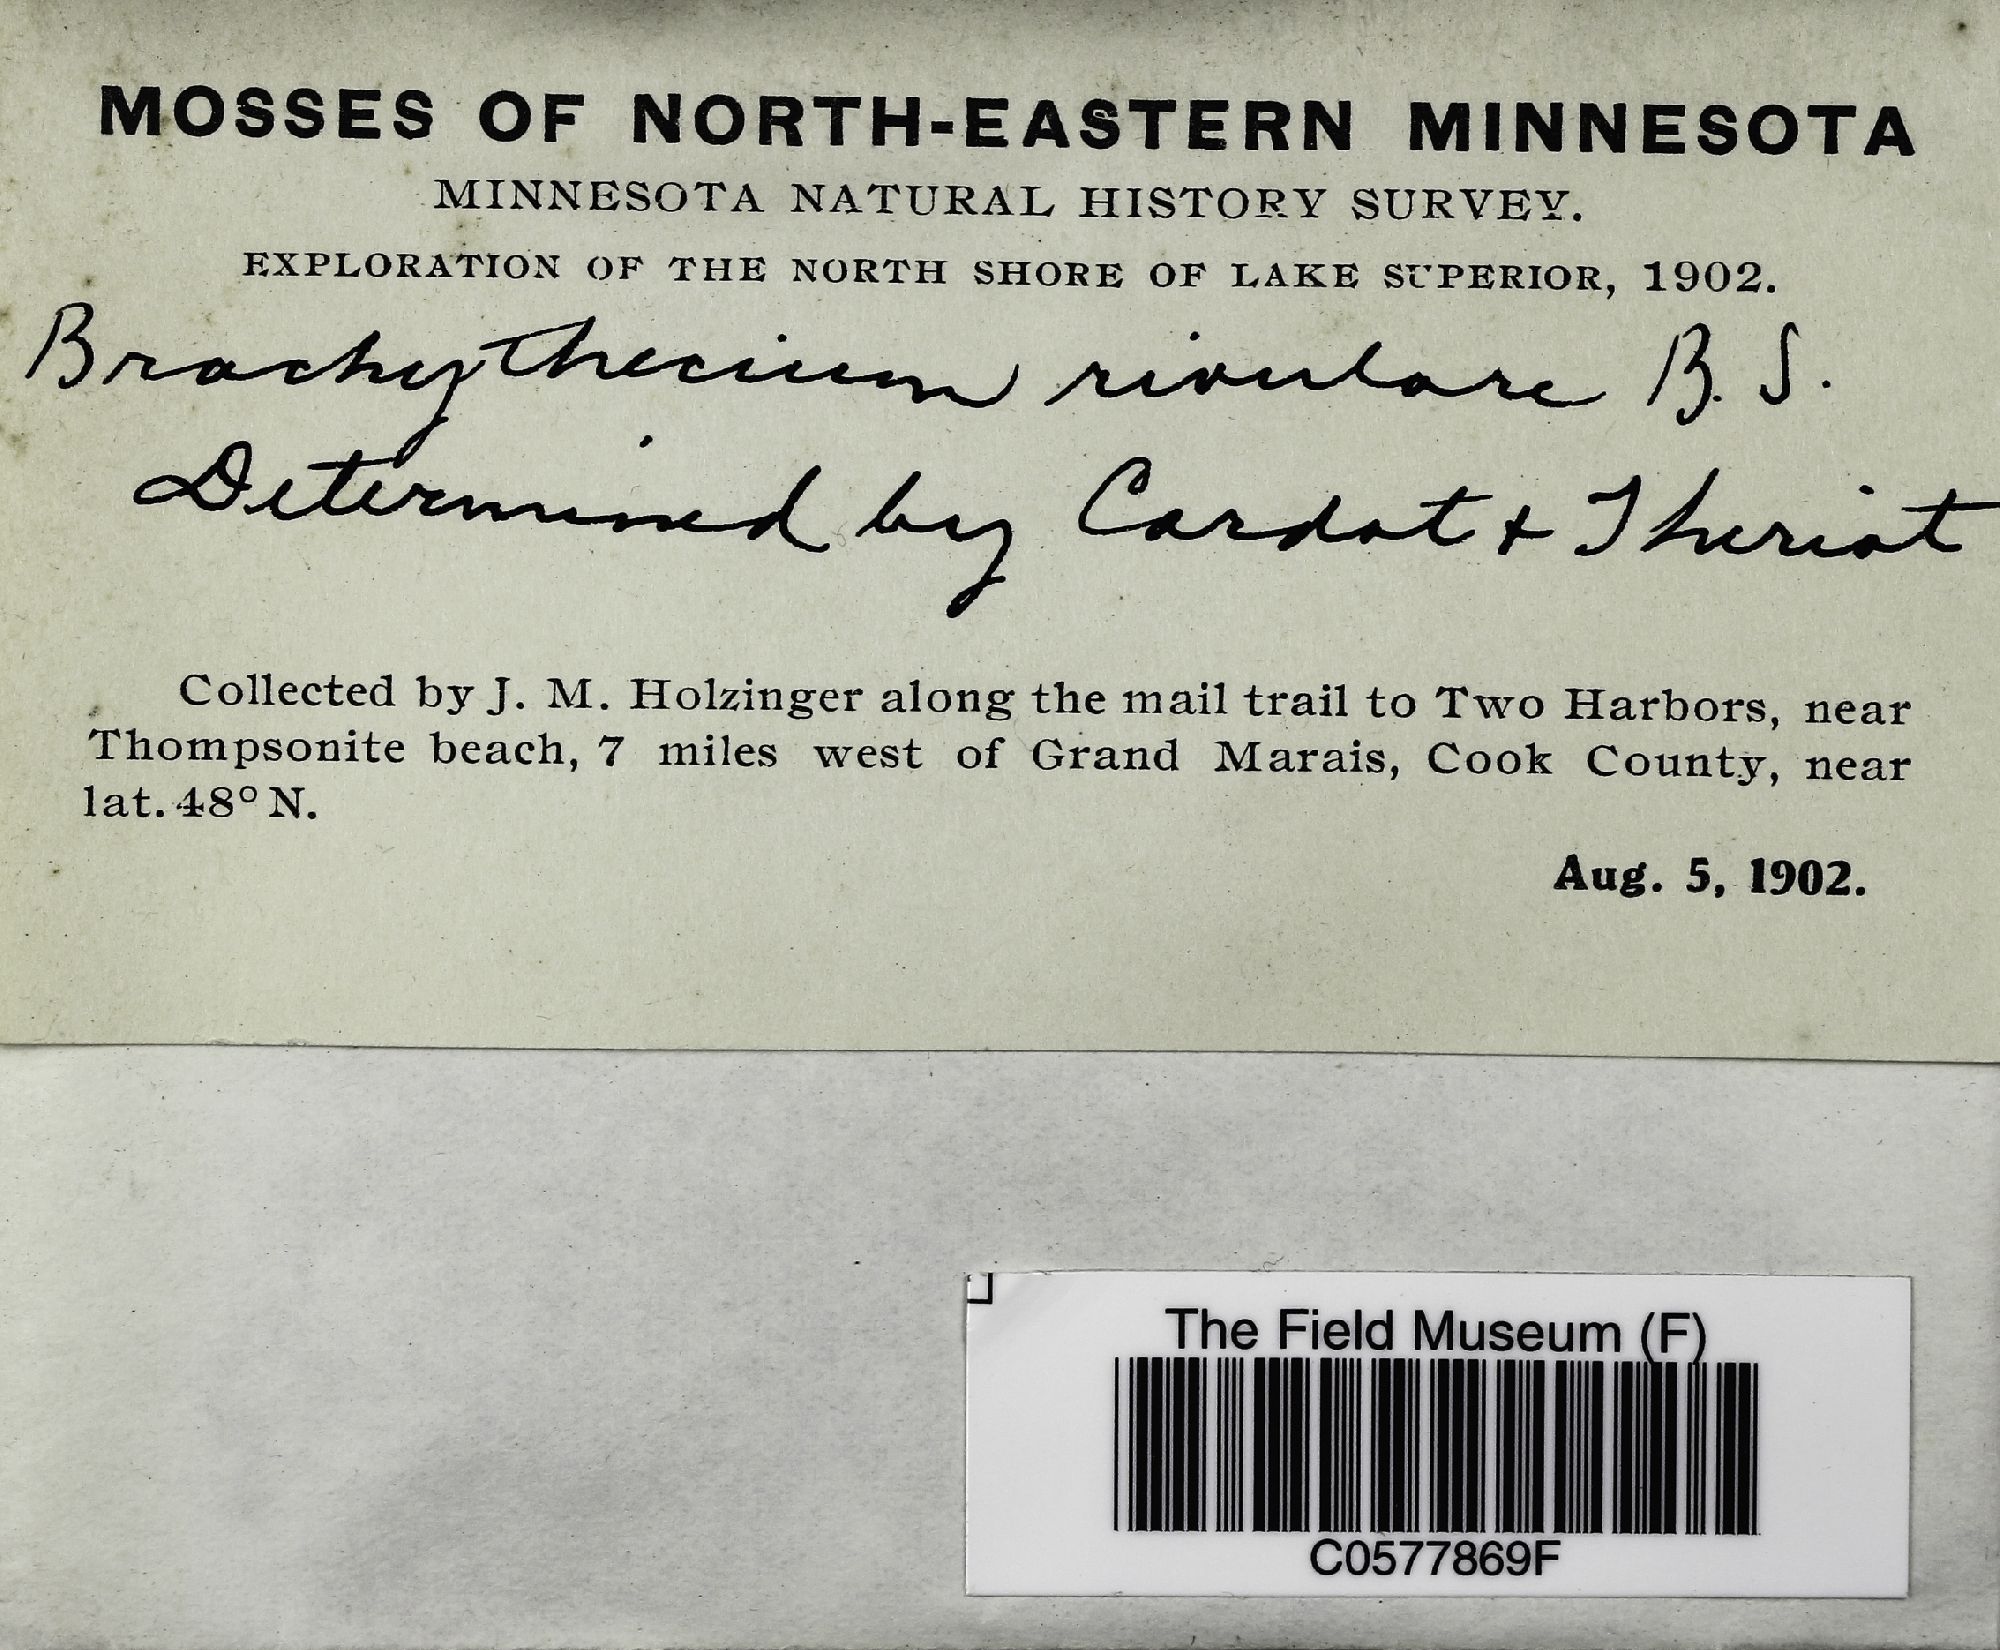 MOSSES OF NORTH-EASTERN MINNESOTA
MINNESOTA NATURAL HISTORY SURVEY.
EXPLORATION OF THE NORTH SHORE OF LAKE SUPERIOR, 1902.
Brachythecium rivulare B. S.
Determined by Cardot & Theriot
Collected by J. M. Holzinger along the mail trail to Two Harbors, near
Thompsonite beach, 7 miles west of Grand Marais, Cook County, near
lat. 48° N.
Aug. 5, 1902.
The Field Museum (F)
C0577869F